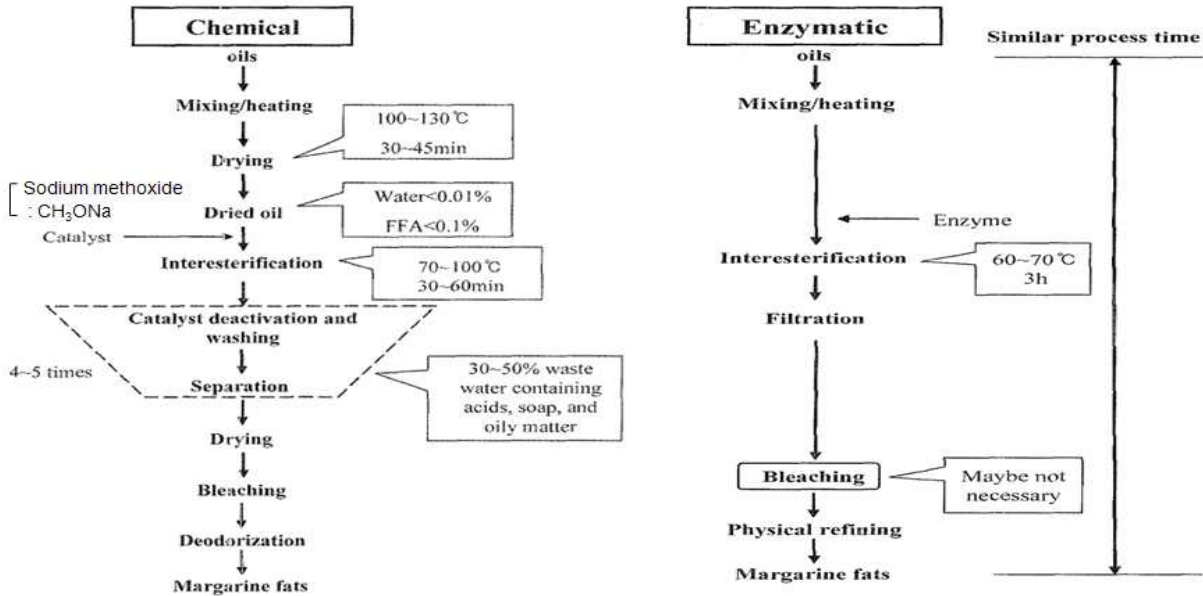 Chemical
oils
Mixing/heating
100~130℃
30~45min
Drying
Sodium methoxide
: CH₃ONa
Water<0.01%
FFA<0.1%
Dried oil
Catalyst
Interesterification
70~100℃
30~60min
Catalyst deactivation and
washing
4~5 times
Separation
30~50% waste
water containing
acids, soap, and
oily matter
Drying
Bleaching
Deodorization
Margarine fats
Enzymatic
oils
Mixing/heating
Enzyme
Interesterification
60~70℃
3h
Filtration
Bleaching
Maybe not
necessary
Physical refining
Margarine fats
Similar process time